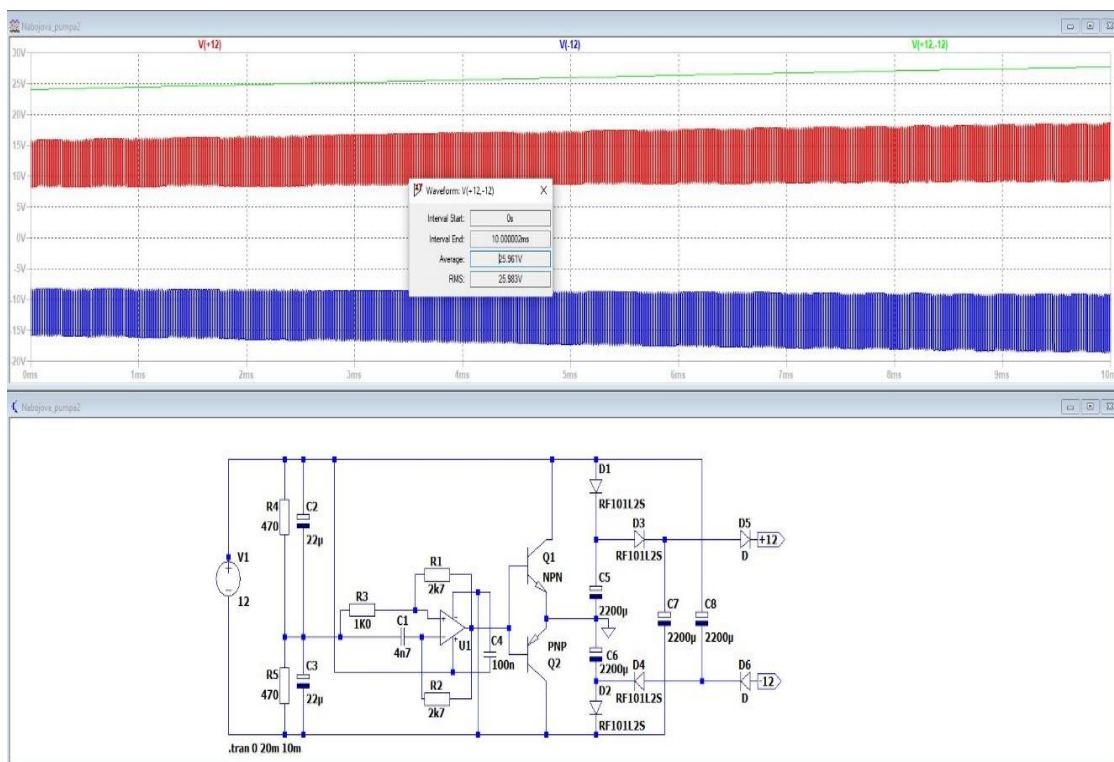 Nabojova_pumpa2
V(+12) V(-12) V(+12,-12)
30V
25V
20V
15V
10V
5V
0V
-5V
-10V
-15V
-20V
0ms 1ms 2ms 3ms 4ms 5ms 6ms 7ms 8ms 9ms 10m
Waveform: V(+12,-12)
Interval Start: 0s
Interval End: 10.000002ms
Average: 25.961V
RMS: 25.983V
Nabojova_pumpa2
V1
12
R4
470
C2
22µ
R5
470
C3
22µ
R3
1K0
R1
2k7
C1
4n7
U1
R2
2k7
C4
100n
Q1
NPN
PNP
Q2
D1
RF101L2S
D3
RF101L2S
D5
D
+12
C5
2200µ
C7
2200µ
C8
2200µ
C6
2200µ
D4
RF101L2S
D6
D
-12
D2
RF101L2S
.tran 0 20m 10m